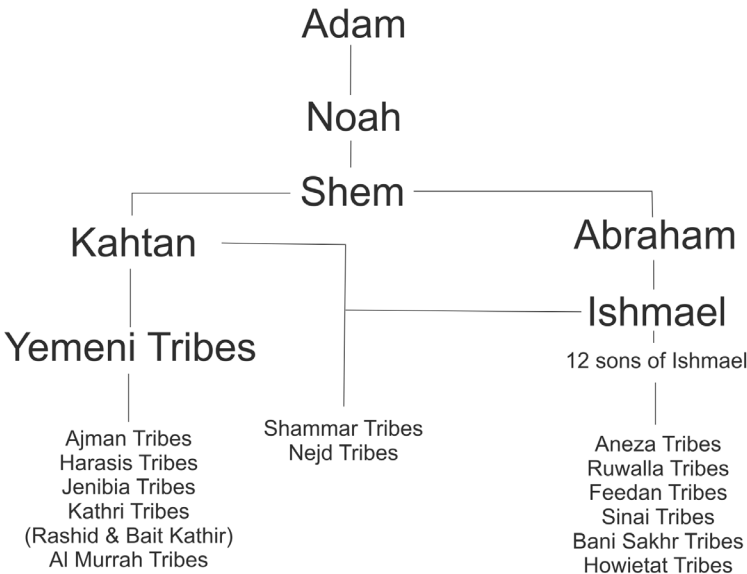 Adam
Noah
Shem
Kahtan
Abraham
Ishmael
Yemeni Tribes
12 sons of Ishmael
Ajman Tribes
Harasis Tribes
Jenibia Tribes
Kathri Tribes
(Rashid & Bait Kathir)
Al Murrah Tribes
Shammar Tribes
Nejd Tribes
Aneza Tribes
Ruwalla Tribes
Feedan Tribes
Sinai Tribes
Bani Sakhr Tribes
Howietat Tribes